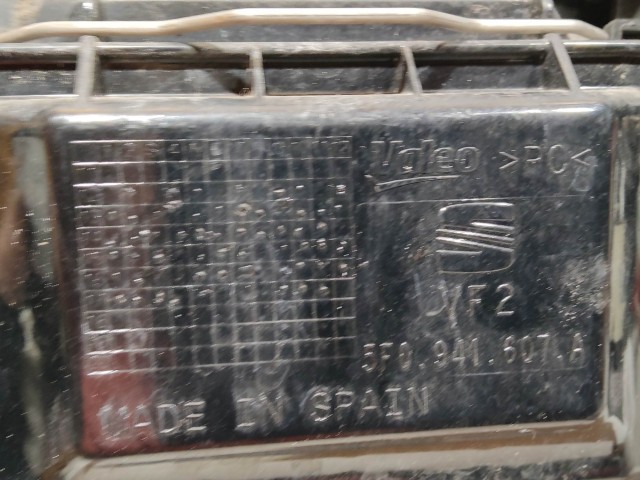 Valeo >PC<
F2
5F0.941.607.A
MADE IN SPAIN